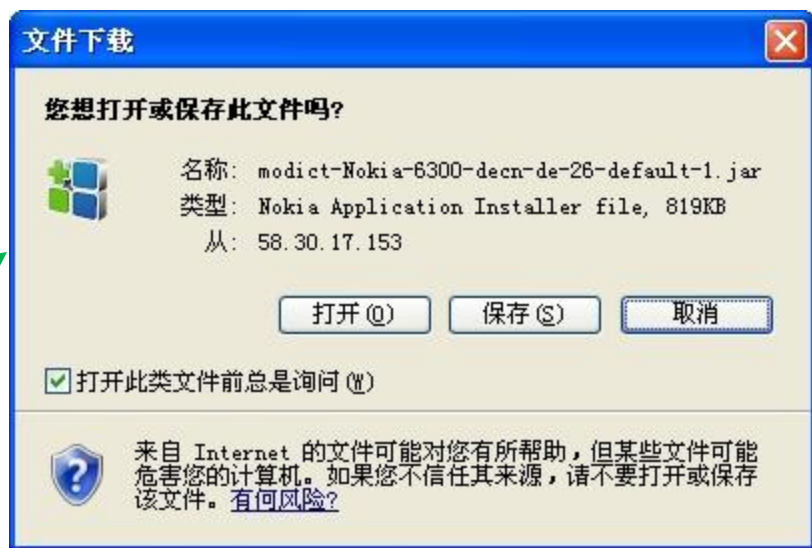 文件下载
您想打开或保存此文件吗?
名称: modict-Nokia-6300-decn-de-26-default-1.jar
类型: Nokia Application Installer file, 819KB
从: 58.30.17.153
打开(O) 保存(S) 取消
打开此类文件前总是询问(W)
来自 Internet 的文件可能对您有所帮助，但某些文件可能
危害您的计算机。如果您不信任其来源，请不要打开或保存
该文件。有何风险?